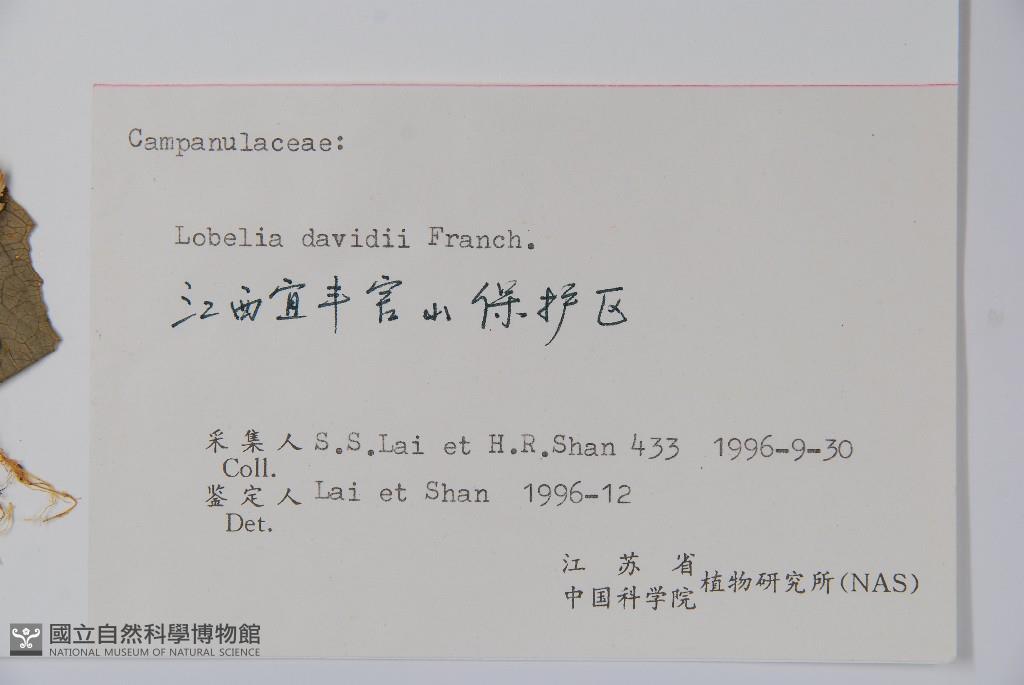 Campanulaceae:
Lobelia davidii Franch.
江西宜丰官山保护区
采集人 S.S.Lai et H.R.Shan 433 1996-9-30
Coll.
鉴定人 Lai et Shan 1996-12
Det.
江苏省
中国科学院 植物研究所(NAS)
國立自然科學博物館
NATIONAL MUSEUM OF NATURAL SCIENCE